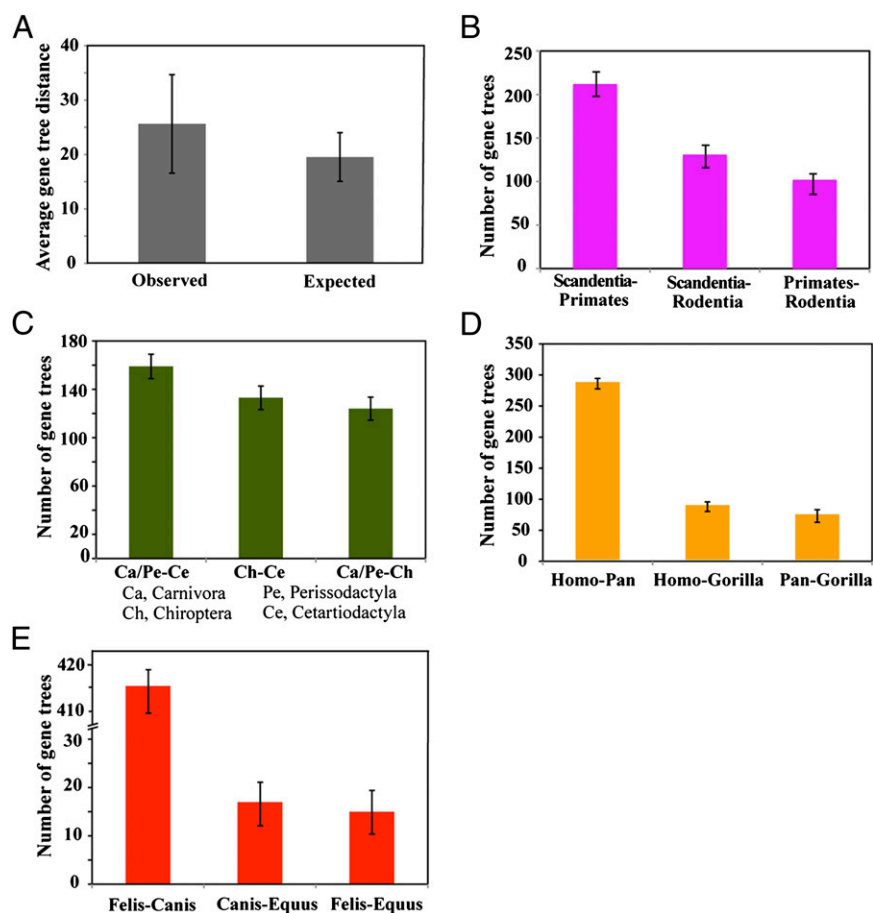 A
Average gene tree distance
40
30
20
10
0
Observed Expected
B
Number of gene trees
250
200
150
100
50
0
Scandentia- Scandentia- Primates-
Primates Rodentia Rodentia
C
Number of gene trees
180
140
100
60
20
0
Ca/Pe-Ce Ch-Ce Ca/Pe-Ch
Ca, Carnivora Pe, Perissodactyla
Ch, Chiroptera Ce, Cetartiodactyla
D
Number of gene trees
350
300
250
200
150
100
50
0
Homo-Pan Homo-Gorilla Pan-Gorilla
E
Number of gene trees
420
410
30
20
10
0
Felis-Canis Canis-Equus Felis-Equus